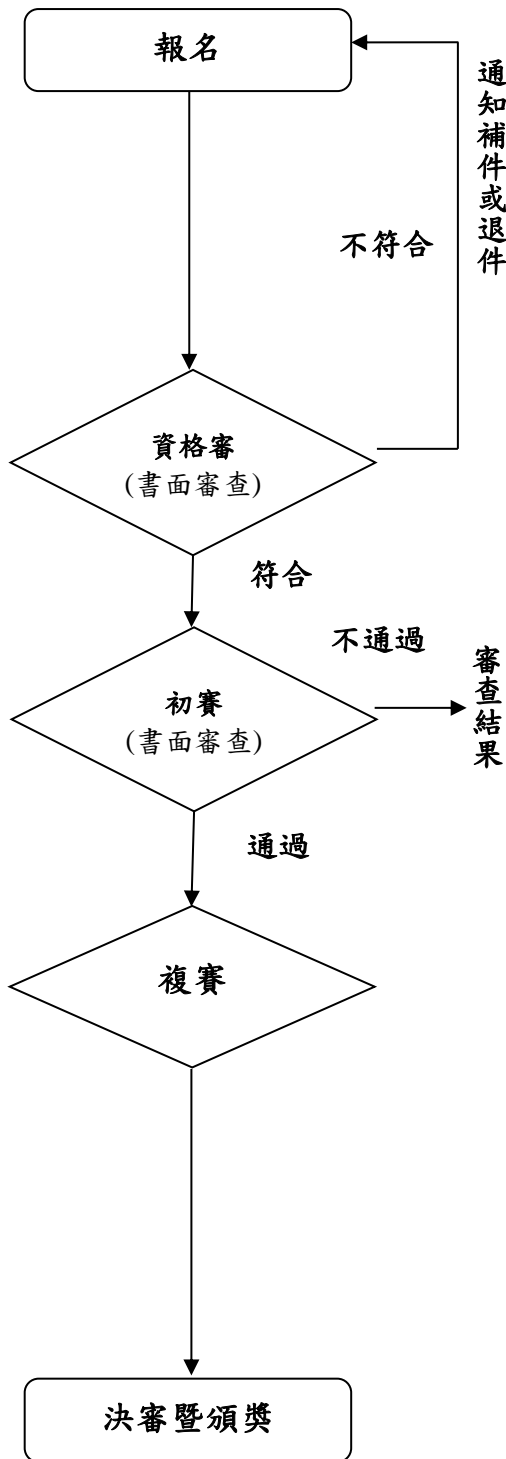 報名
通知補件或退件
不符合
資格審
(書面審查)
符合
不通過
審查結果
初賽
(書面審查)
通過
複賽
決審暨頒獎